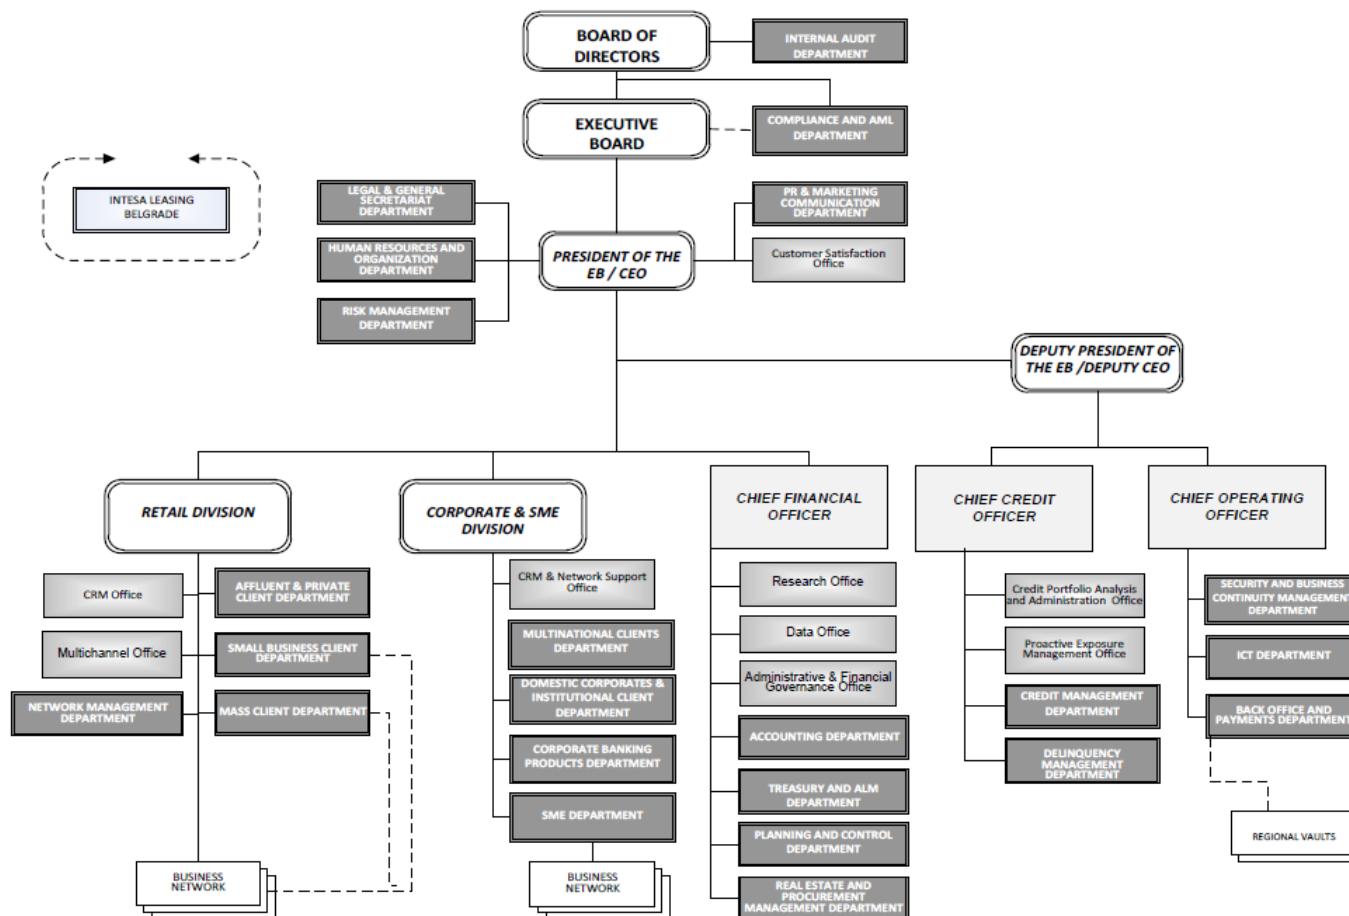 BOARD OF
DIRECTORS
INTERNAL AUDIT
DEPARTMENT
EXECUTIVE
BOARD
COMPLIANCE AND AML
DEPARTMENT
INTESA LEASING
BELGRADE
LEGAL & GENERAL
SECRETARIAT
DEPARTMENT
PR & MARKETING
COMMUNICATION
DEPARTMENT
HUMAN RESOURCES AND
ORGANIZATION
DEPARTMENT
PRESIDENT OF THE
EB / CEO
Customer Satisfaction
Office
RISK MANAGEMENT
DEPARTMENT
DEPUTY PRESIDENT OF
THE EB /DEPUTY CEO
RETAIL DIVISION
CORPORATE & SME
DIVISION
CHIEF FINANCIAL
OFFICER
CHIEF CREDIT
OFFICER
CHIEF OPERATING
OFFICER
CRM Office
AFFLUENT & PRIVATE
CLIENT DEPARTMENT
Multichannel Office
SMALL BUSINESS CLIENT
DEPARTMENT
NETWORK MANAGEMENT
DEPARTMENT
MASS CLIENT DEPARTMENT
BUSINESS
NETWORK
CRM & Network Support
Office
MULTINATIONAL CLIENTS
DEPARTMENT
DOMESTIC CORPORATES &
INSTITUTIONAL CLIENT
DEPARTMENT
CORPORATE BANKING
PRODUCTS DEPARTMENT
SME DEPARTMENT
BUSINESS
NETWORK
Research Office
Data Office
Administrative & Financial
Governance Office
ACCOUNTING DEPARTMENT
TREASURY AND ALM
DEPARTMENT
PLANNING AND CONTROL
DEPARTMENT
REAL ESTATE AND
PROCUREMENT
MANAGEMENT DEPARTMENT
Credit Portfolio Analysis
and Administration Office
Proactive Exposure
Management Office
CREDIT MANAGEMENT
DEPARTMENT
DELINQUENCY
MANAGEMENT
DEPARTMENT
SECURITY AND BUSINESS
CONTINUITY MANAGEMENT
DEPARTMENT
ICT DEPARTMENT
BACK OFFICE AND
PAYMENTS DEPARTMENT
REGIONAL VAULTS